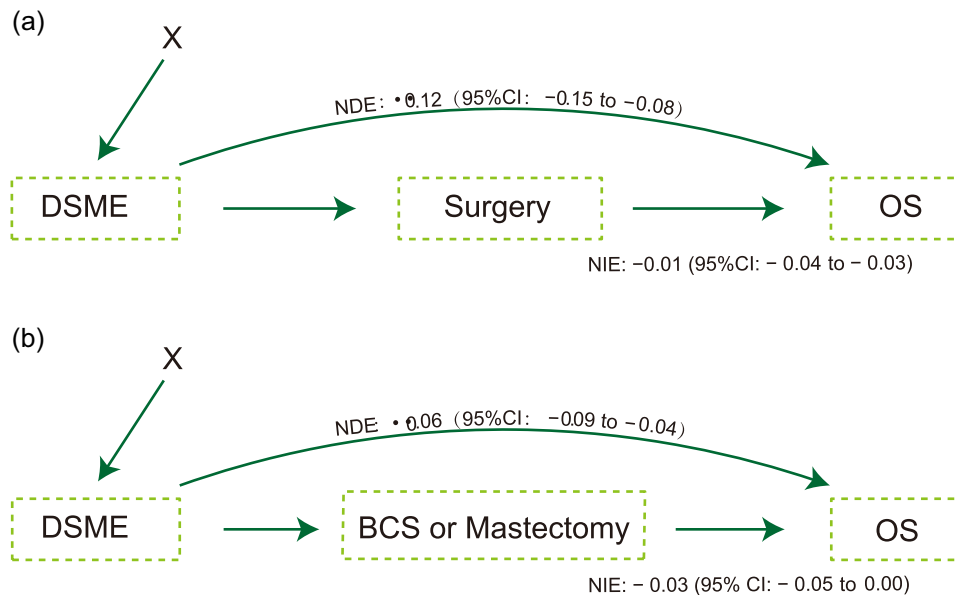 (a)
X
NDE: ••0.12 (95%CI: −0.15 to −0.08)
DSME
Surgery
OS
NIE: −0.01 (95%CI: − 0.04 to − 0.03)
(b)
X
NDE: ••0.06 (95%CI: −0.09 to −0.04)
DSME
BCS or Mastectomy
OS
NIE: − 0.03 (95% CI: − 0.05 to 0.00)